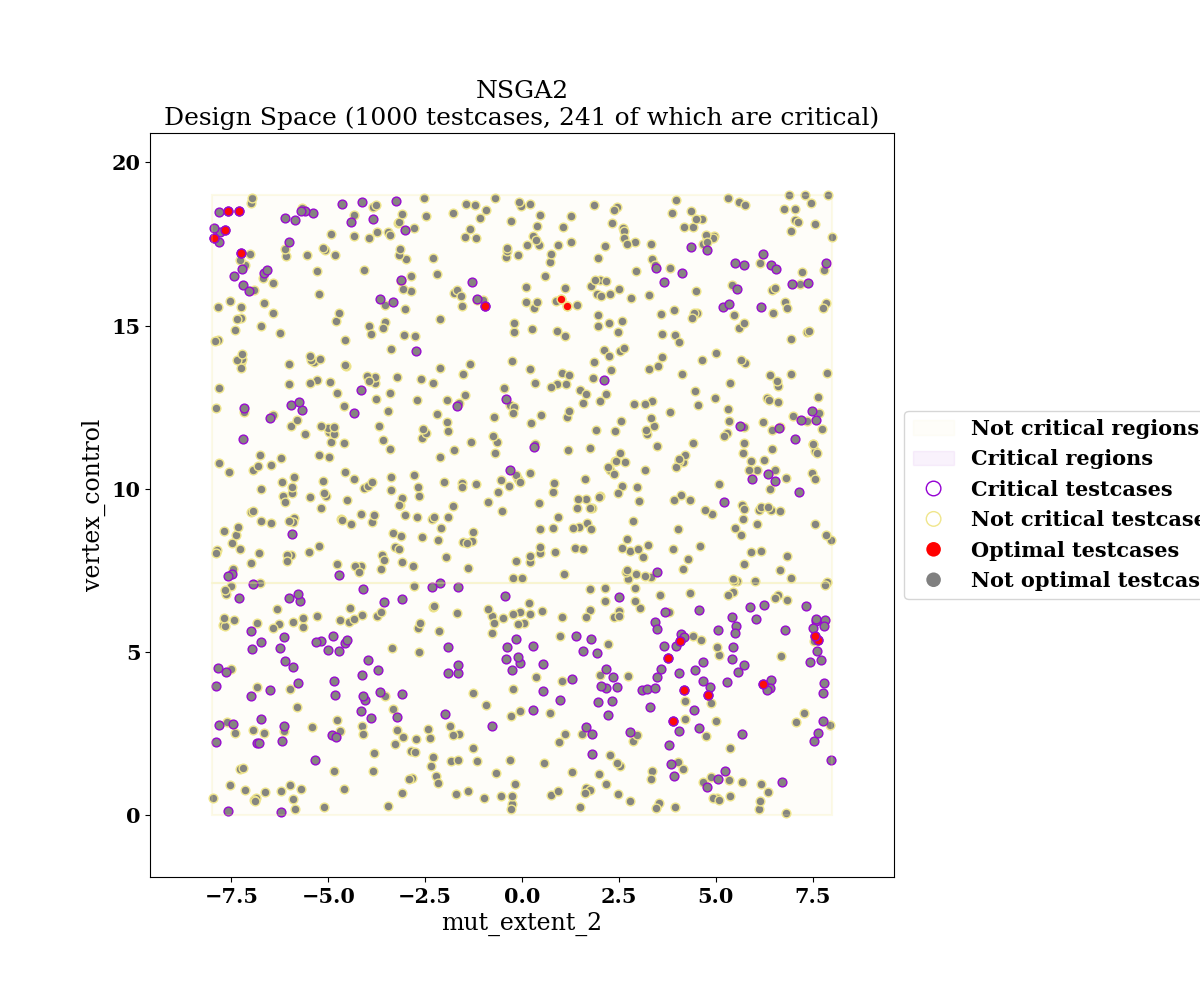 NSGA2
Design Space (1000 testcases, 241 of which are critical)
20
15
10
5
0
vertex_control
−7.5
−5.0
−2.5
0.0
2.5
5.0
7.5
mut_extent_2
Not critical regions
Critical regions
Critical testcases
Not critical testcase
Optimal testcases
Not optimal testcas